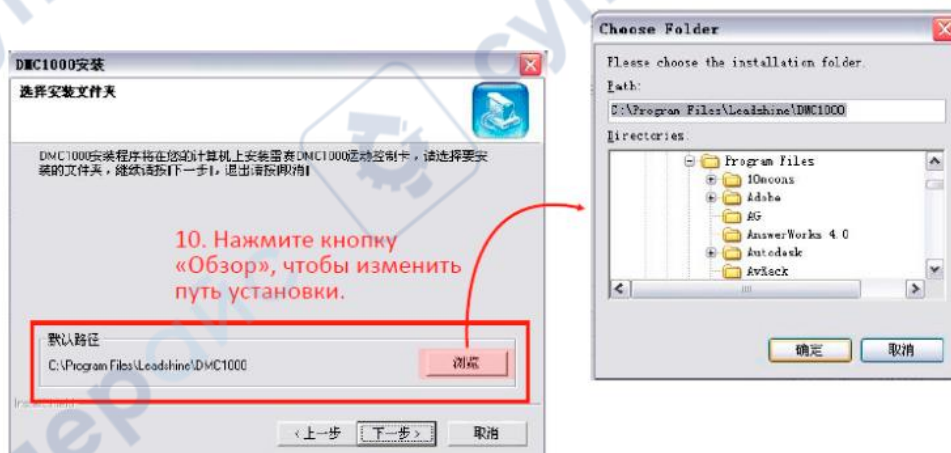 DMC1000安装
选择安装文件夹
DMC1000安装程序将在您的计算机上安装雷赛DMC1000运动控制卡，请选择要安
装的文件夹，继续请按[下一步]，退出请按[取消]
10. Нажмите кнопку
«Обзор», чтобы изменить
путь установки.
默认路径
C:\Program Files\Leadshine\DMC1000
浏览
InstallShield
<上一步
下一步>
取消
Choose Folder
Please choose the installation folder.
Path:
C:\Program Files\Leadshine\DMC1000
Directories:
Program Files
10moons
Adobe
AG
AnswerWorks 4.0
Autodesk
确定
取消